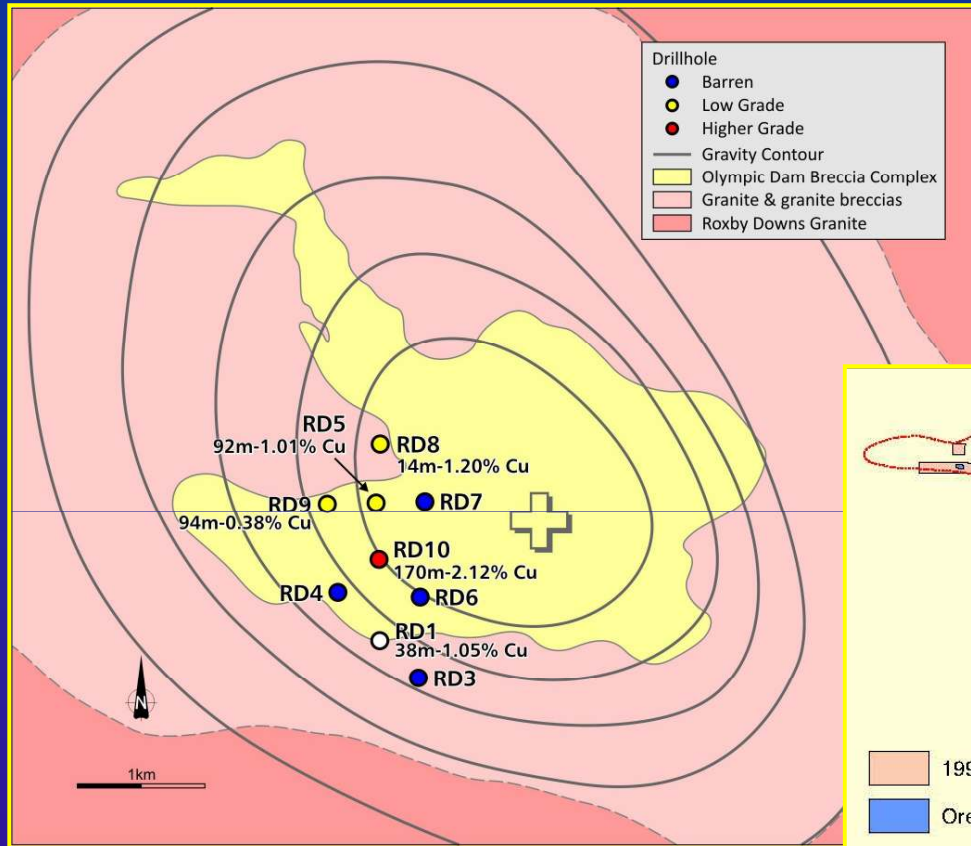 Drillhole
Barren
Low Grade
Higher Grade
Gravity Contour
Olympic Dam Breccia Complex
Granite & granite breccias
Roxby Downs Granite
RD5
92m-1.01% Cu
RD8
14m-1.20% Cu
RD9
94m-0.38% Cu
RD7
RD10
170m-2.12% Cu
RD4
RD6
RD1
38m-1.05% Cu
RD3
N
1km
199
Ore